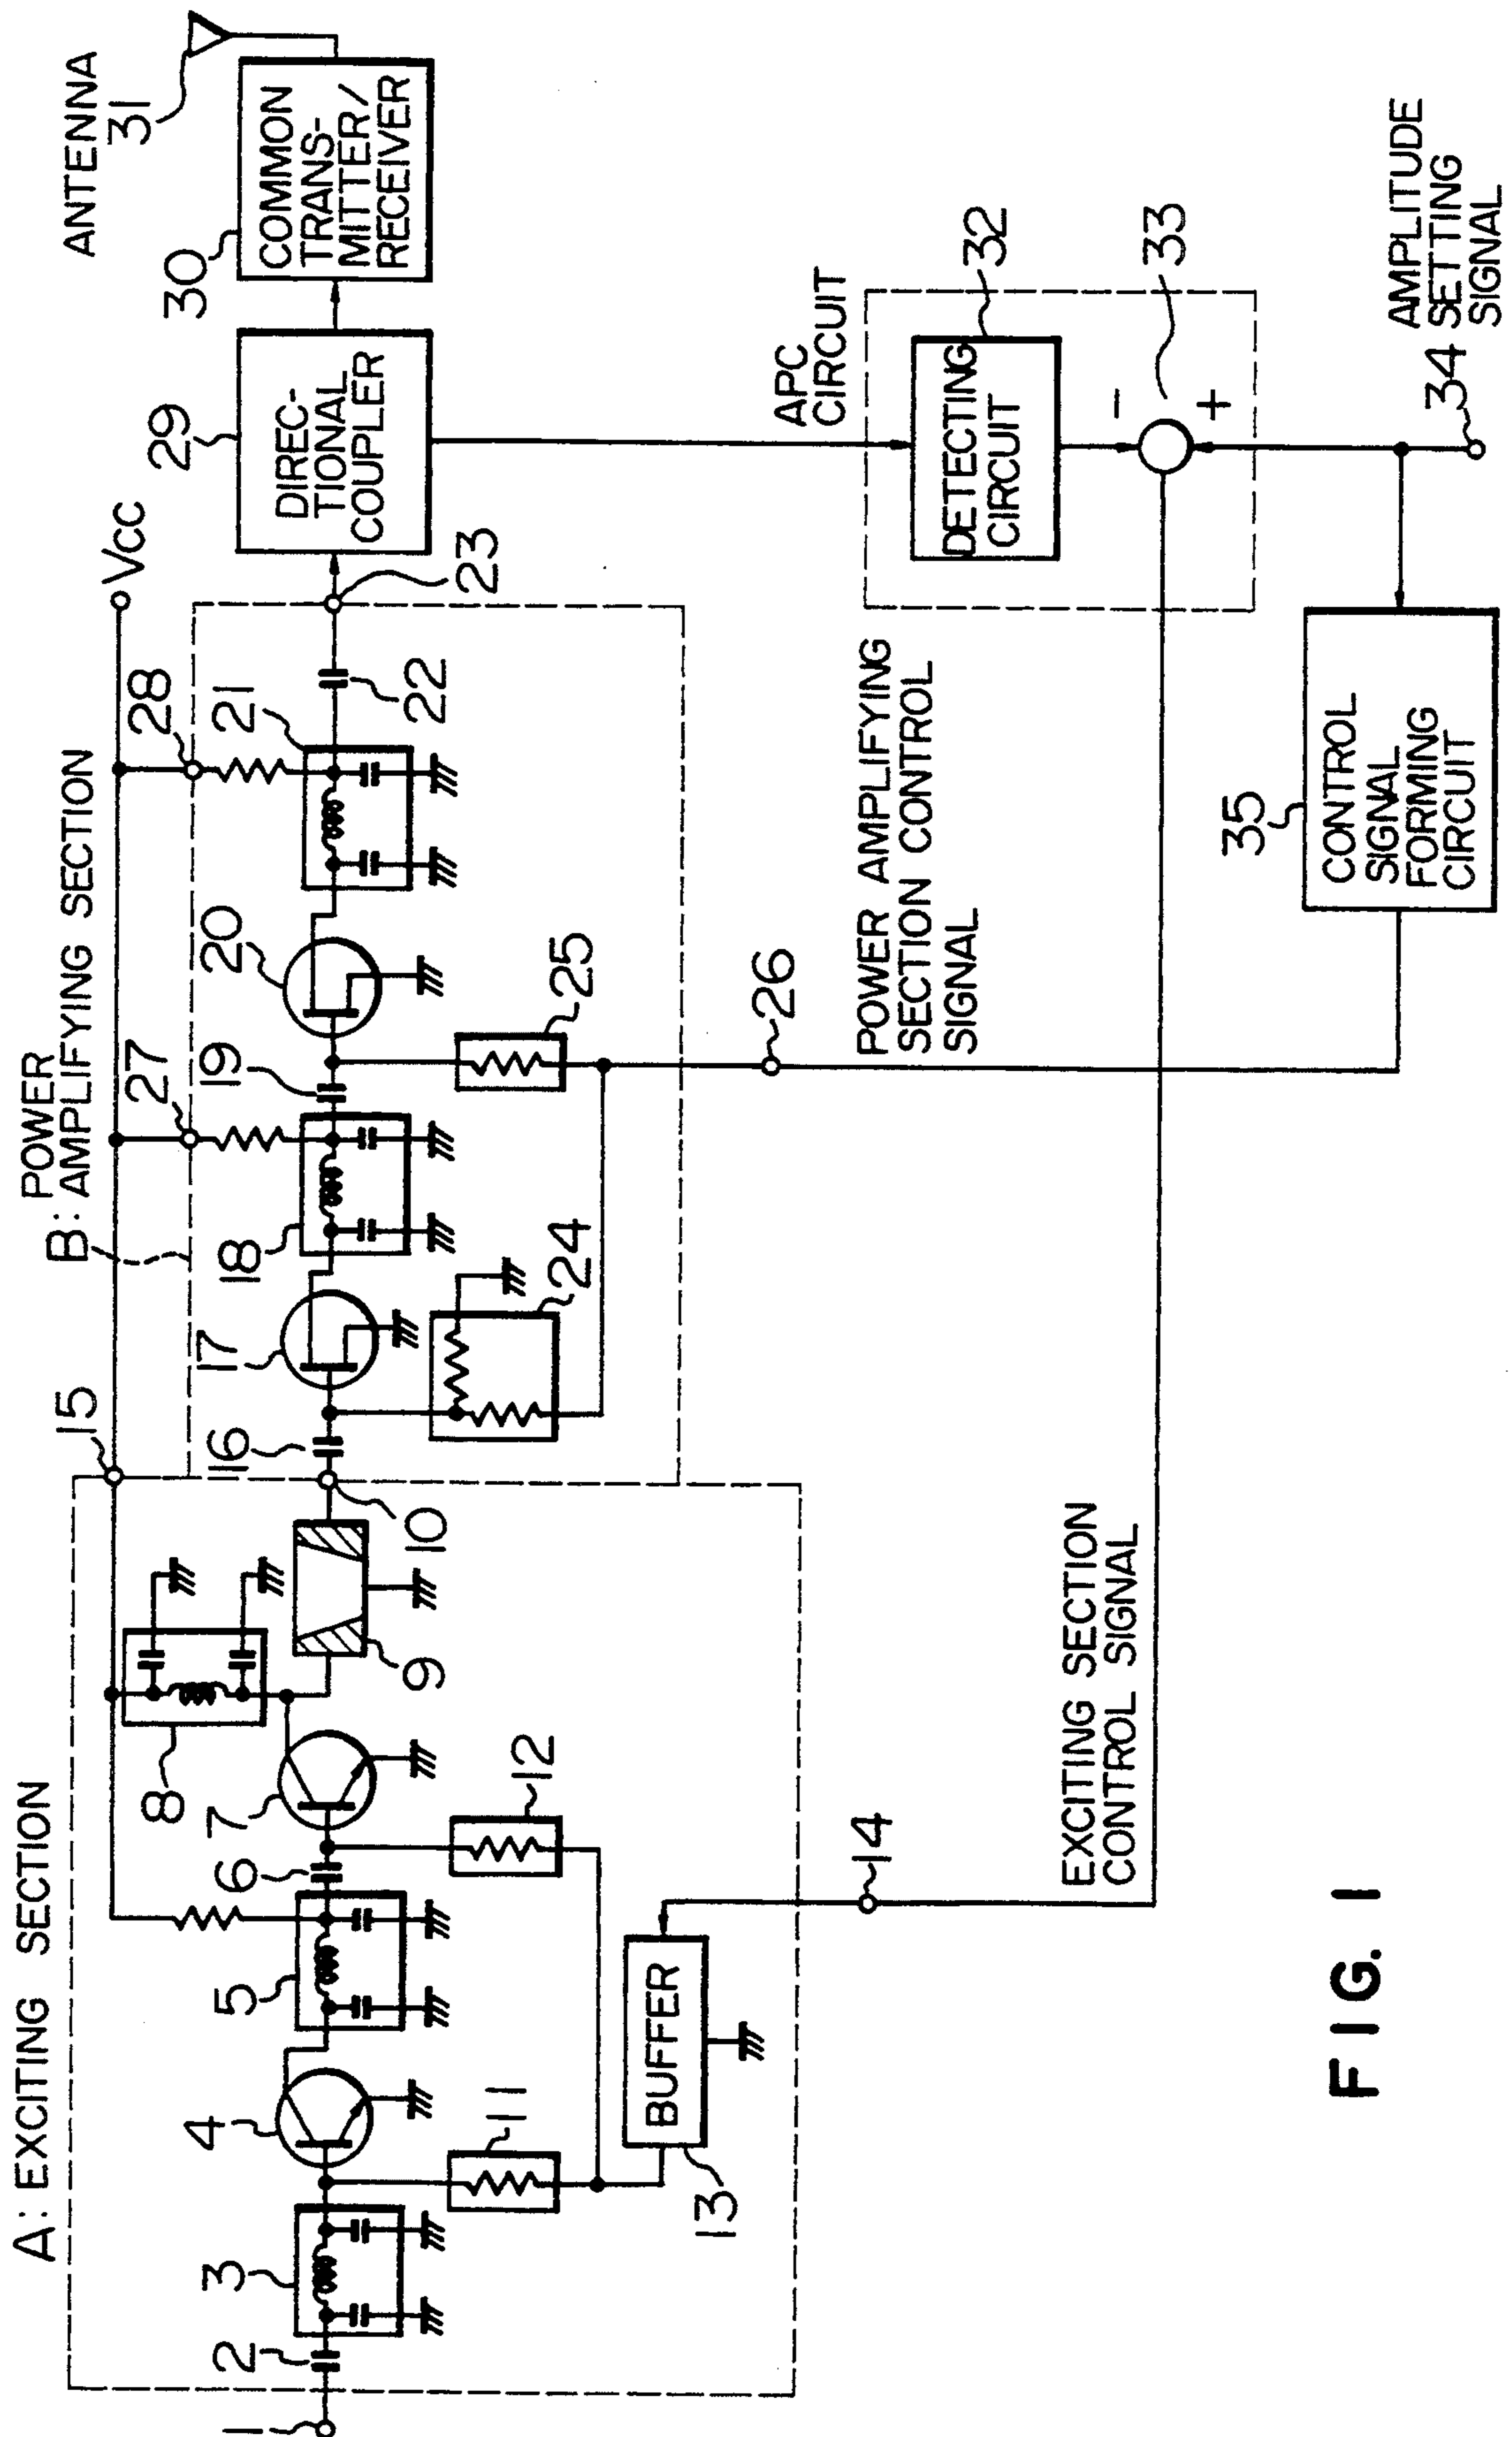 A: EXCITING SECTION
POWER
B: AMPLIFYING SECTION
Vcc
ANTENNA
1
2
3
4
5
6
7
8
9
10
11
12
13
BUFFER
14
15
16
17
18
19
20
21
22
23
24
25
26
27
28
29
DIREC-
TIONAL
COUPLER
30
COMMON
TRANS-
MITTER/
RECEIVER
31
APC
CIRCUIT
DETECTING
CIRCUIT
32
33
-
+
34
AMPLITUDE
SETTING
SIGNAL
35
CONTROL
SIGNAL
FORMING
CIRCUIT
POWER AMPLIFYING
SECTION CONTROL
SIGNAL
EXCITING SECTION
CONTROL SIGNAL
FIG. 1